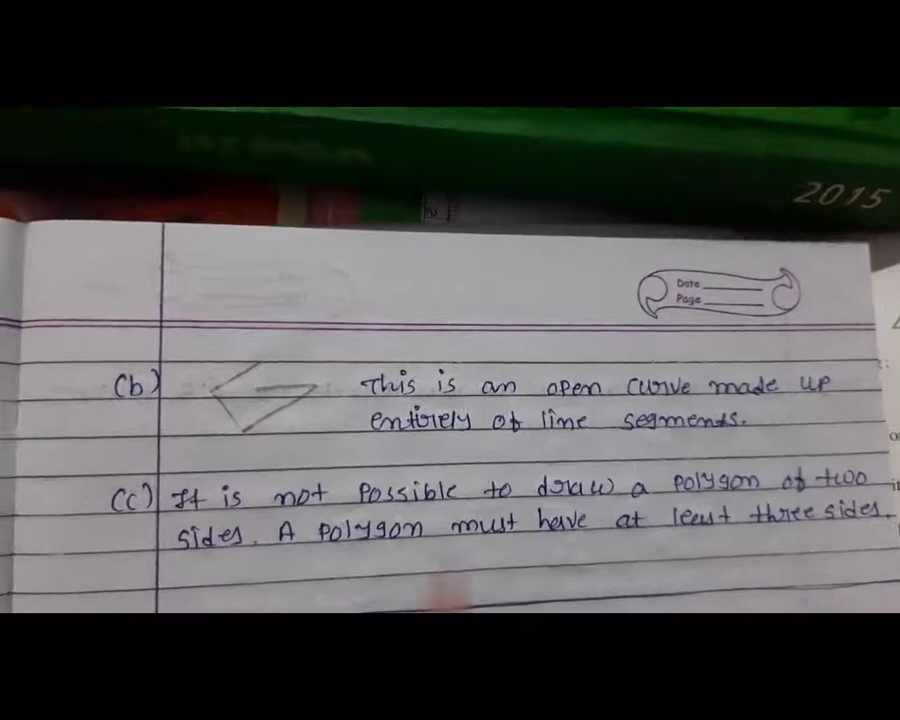 2015
Date
Page
(b) This is an open curve made up
entirely of line segments.
(c) It is not possible to draw a polygon of two
sides. A polygon must have at least three sides.